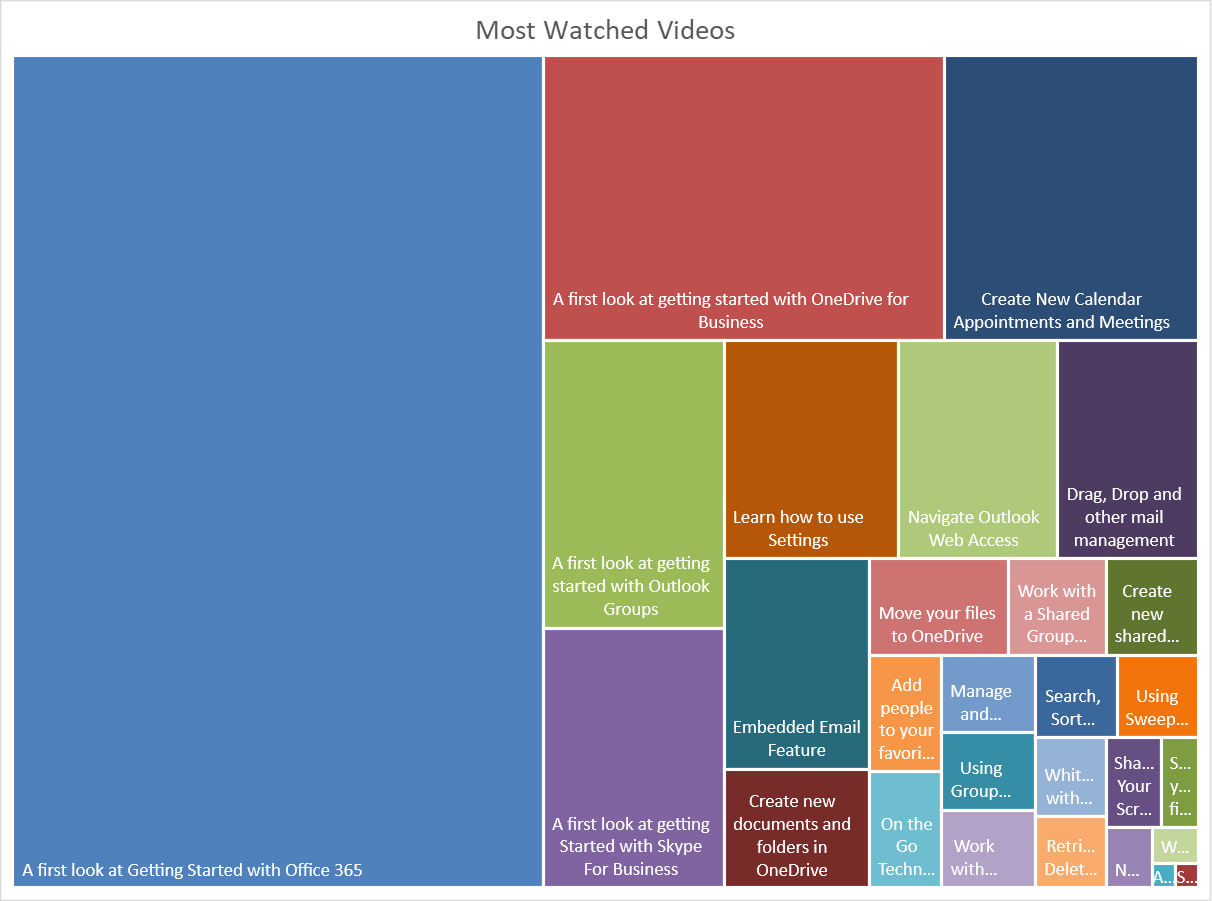 Most Watched Videos
A first look at Getting Started with Office 365
A first look at getting started with OneDrive for
Business
Create New Calendar
Appointments and Meetings
A first look at getting
started with Outlook
Groups
Learn how to use
Settings
Navigate Outlook
Web Access
Drag, Drop and
other mail
management
A first look at getting
Started with Skype
For Business
Embedded Email
Feature
Create new
documents and
folders in
OneDrive
Move your files
to OneDrive
Work with
a Shared
Group...
Create
new
shared...
Add
people
to your
favori...
On the
Go
Techn...
Manage
and...
Using
Group...
Work
with...
Search,
Sort...
Using
Sweep...
Whit...
with...
Retri...
Delet...
Sha...
Your
Scr...
S...
y...
fi...
N...
W...
A...
S...